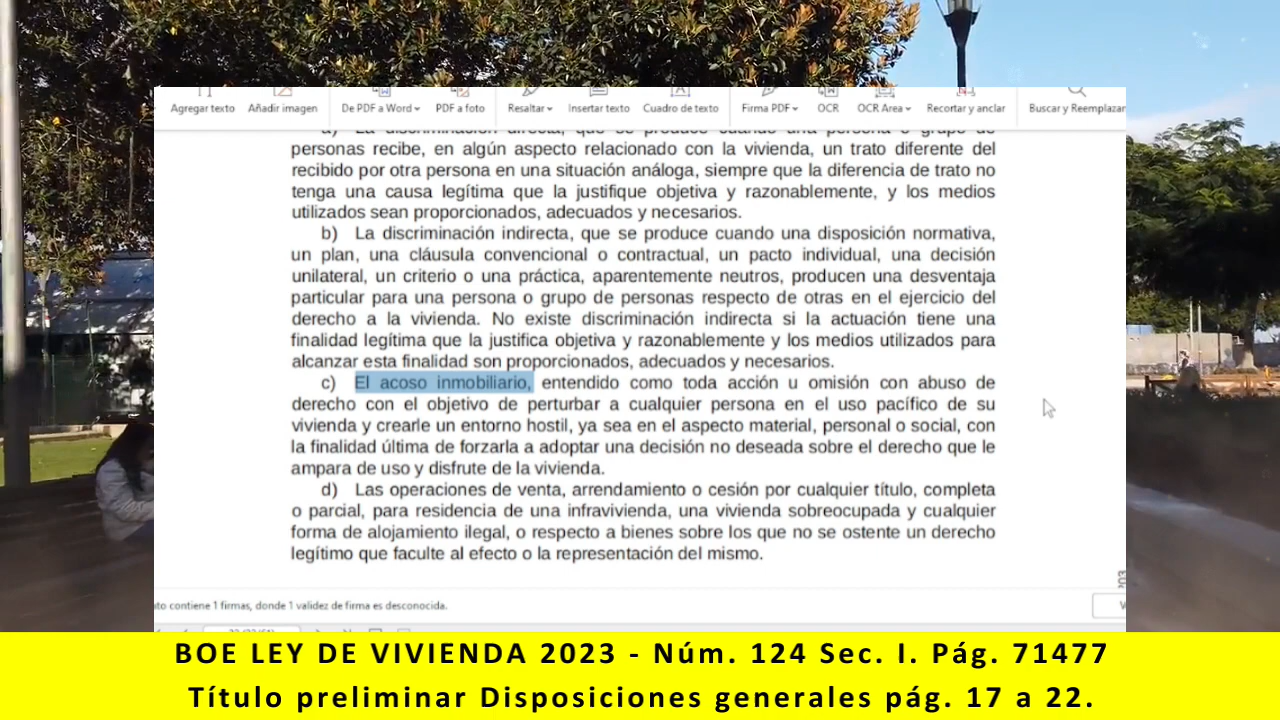 Agregar texto Añadir imagen De PDF a Word PDF a foto Resaltar Insertar texto Cuadro de texto Firma PDF OCR OCR Area Recortar y anclar Buscar y Reemplazar
a) La discriminación directa, que se produce cuando una persona o grupo de
personas recibe, en algún aspecto relacionado con la vivienda, un trato diferente del
recibido por otra persona en una situación análoga, siempre que la diferencia de trato no
tenga una causa legítima que la justifique objetiva y razonablemente, y los medios
utilizados sean proporcionados, adecuados y necesarios.
b) La discriminación indirecta, que se produce cuando una disposición normativa,
un plan, una cláusula convencional o contractual, un pacto individual, una decisión
unilateral, un criterio o una práctica, aparentemente neutros, producen una desventaja
particular para una persona o grupo de personas respecto de otras en el ejercicio del
derecho a la vivienda. No existe discriminación indirecta si la actuación tiene una
finalidad legítima que la justifica objetiva y razonablemente y los medios utilizados para
alcanzar esta finalidad son proporcionados, adecuados y necesarios.
c) El acoso inmobiliario, entendido como toda acción u omisión con abuso de
derecho con el objetivo de perturbar a cualquier persona en el uso pacífico de su
vivienda y crearle un entorno hostil, ya sea en el aspecto material, personal o social, con
la finalidad última de forzarla a adoptar una decisión no deseada sobre el derecho que le
ampara de uso y disfrute de la vivienda.
d) Las operaciones de venta, arrendamiento o cesión por cualquier título, completa
o parcial, para residencia de una infravivienda, una vivienda sobreocupada y cualquier
forma de alojamiento ilegal, o respecto a bienes sobre los que no se ostente un derecho
legítimo que faculte al efecto o la representación del mismo.
contiene 1 firmas, donde 1 validez de firma es desconocida.
BOE LEY DE VIVIENDA 2023 - Núm. 124 Sec. I. Pág. 71477
Título preliminar Disposiciones generales pág. 17 a 22.